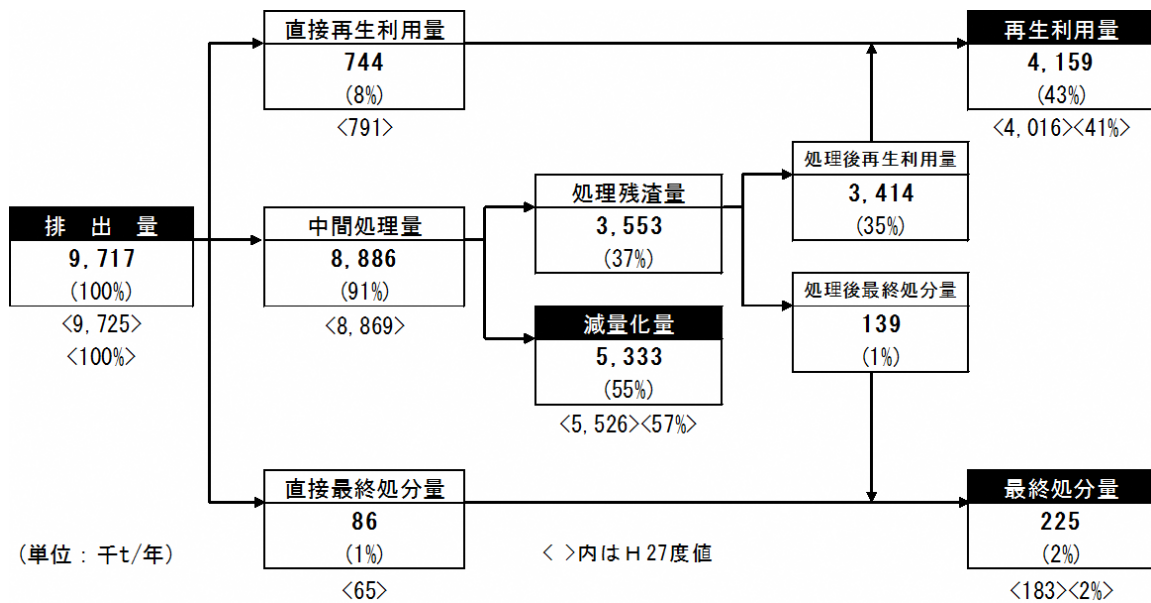 直接再生利用量
744
(8%)
<791>
再生利用量
4,159
(43%)
<4,016><41%>
処理後再生利用量
3,414
(35%)
処理残渣量
3,553
(37%)
排 出 量
9,717
(100%)
<9,725>
<100%>
中間処理量
8,886
(91%)
<8,869>
処理後最終処分量
139
(1%)
減量化量
5,333
(55%)
<5,526><57%>
直接最終処分量
86
(1%)
<65>
最終処分量
225
(2%)
<183><2%>
(単位：千t/年)
< >内はH27度値